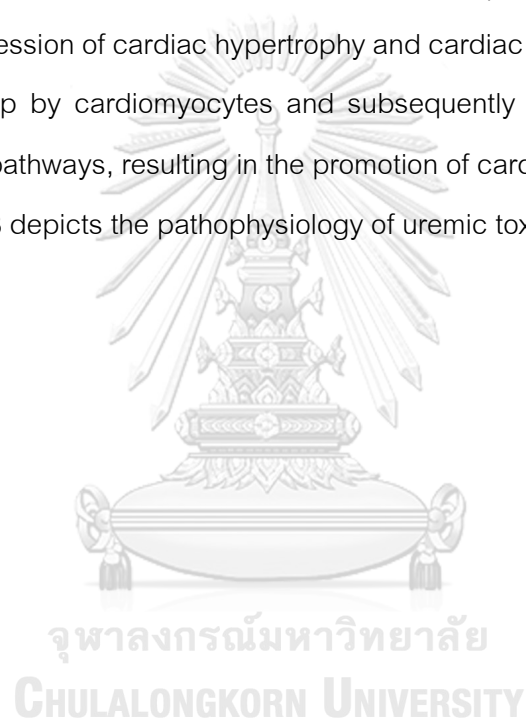 ession of cardiac hypertrophy and cardiac
p by cardiomyocytes and subsequently
pathways, resulting in the promotion of card
depicts the pathophysiology of uremic tox
จุฬาลงกรณ์มหาวิทยาลัย
CHULALONGKORN UNIVERSITY